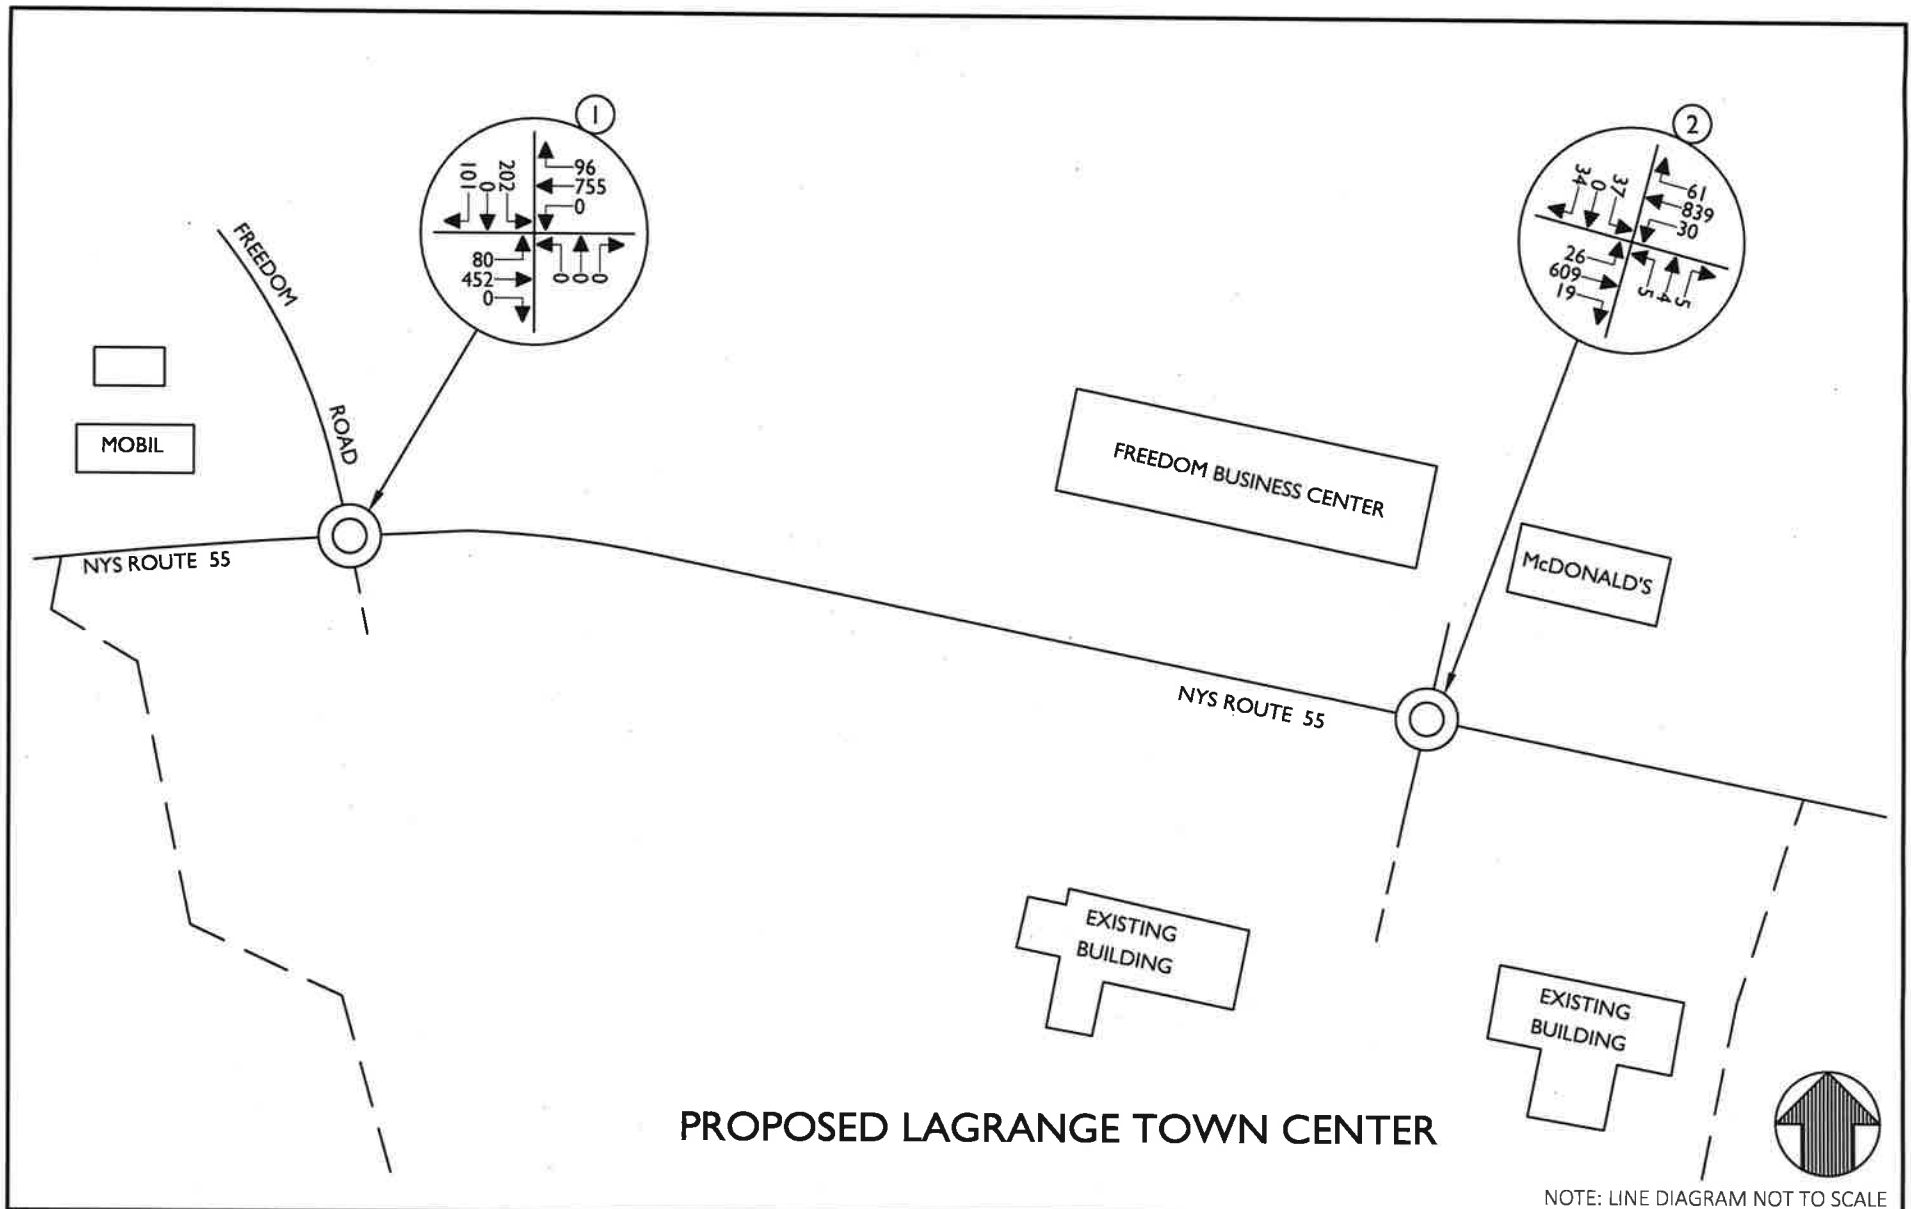 1
101
0
202
96
755
0
80
452
0
0
0
0
2
34
0
37
61
839
30
26
609
19
5
4
5
FREEDOM
ROAD
MOBIL
NYS ROUTE 55
FREEDOM BUSINESS CENTER
McDONALD'S
NYS ROUTE 55
EXISTING
BUILDING
EXISTING
BUILDING
PROPOSED LAGRANGE TOWN CENTER
NOTE: LINE DIAGRAM NOT TO SCALE